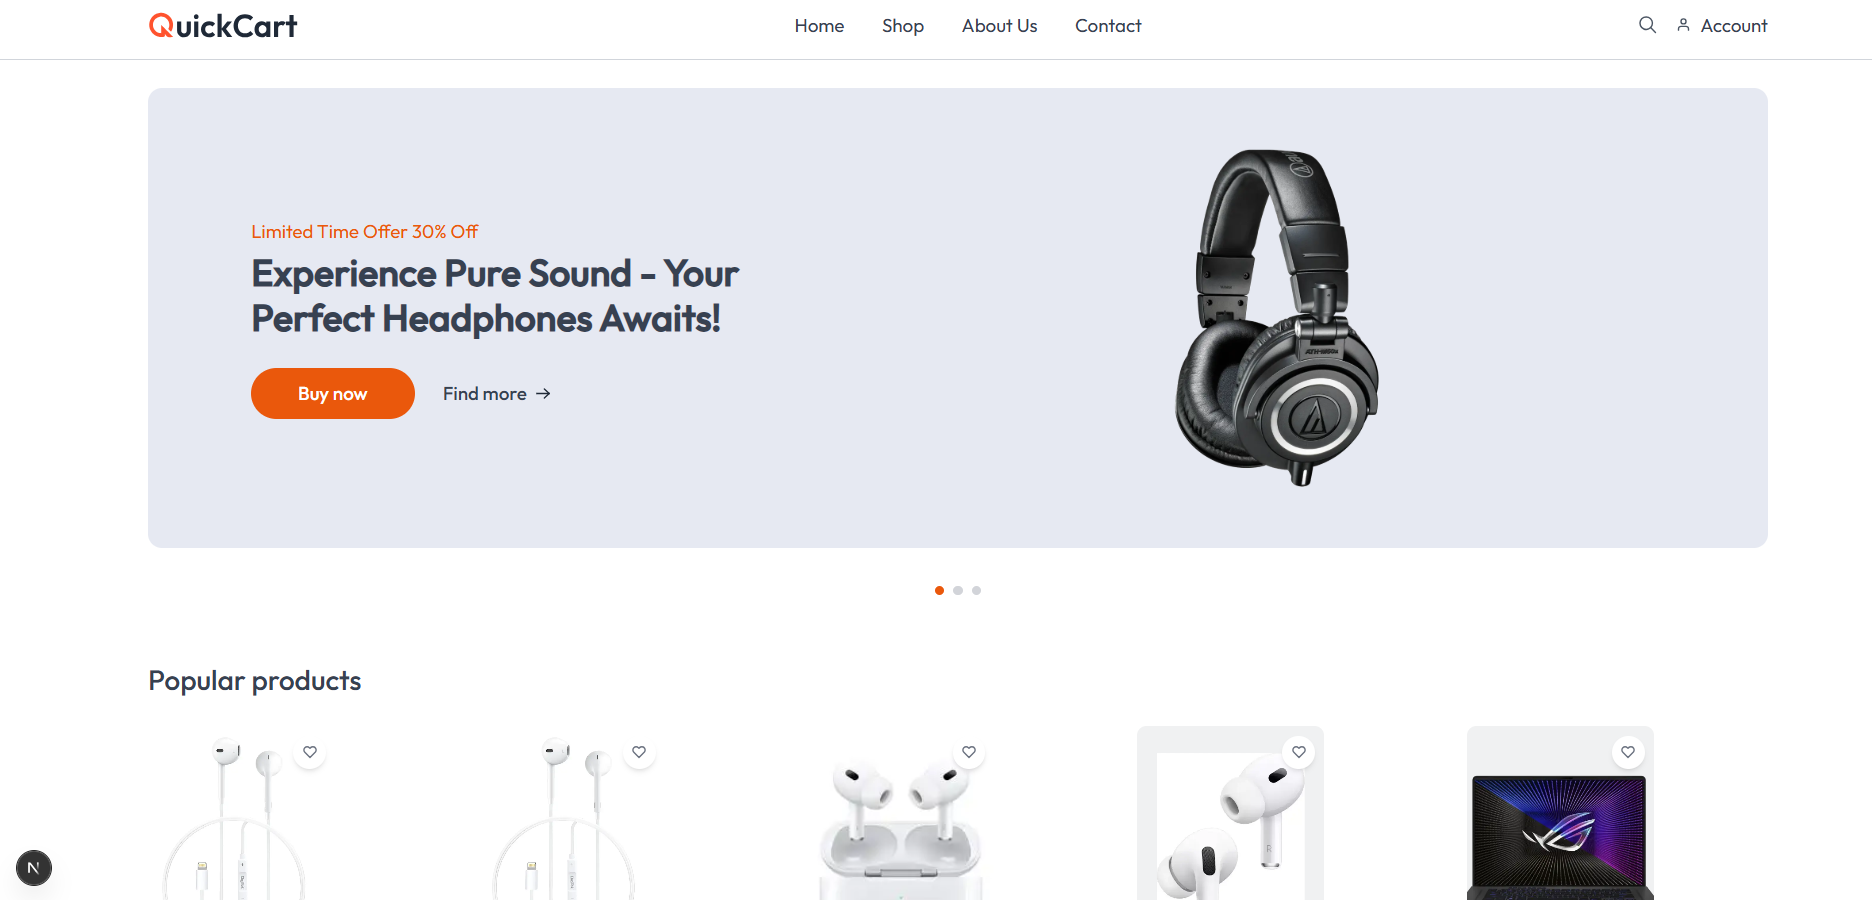 QuickCart
Home
Shop
About Us
Contact
Account
Limited Time Offer 30% Off
Experience Pure Sound - Your
Perfect Headphones Awaits!
Buy now
Find more →
Popular products
N